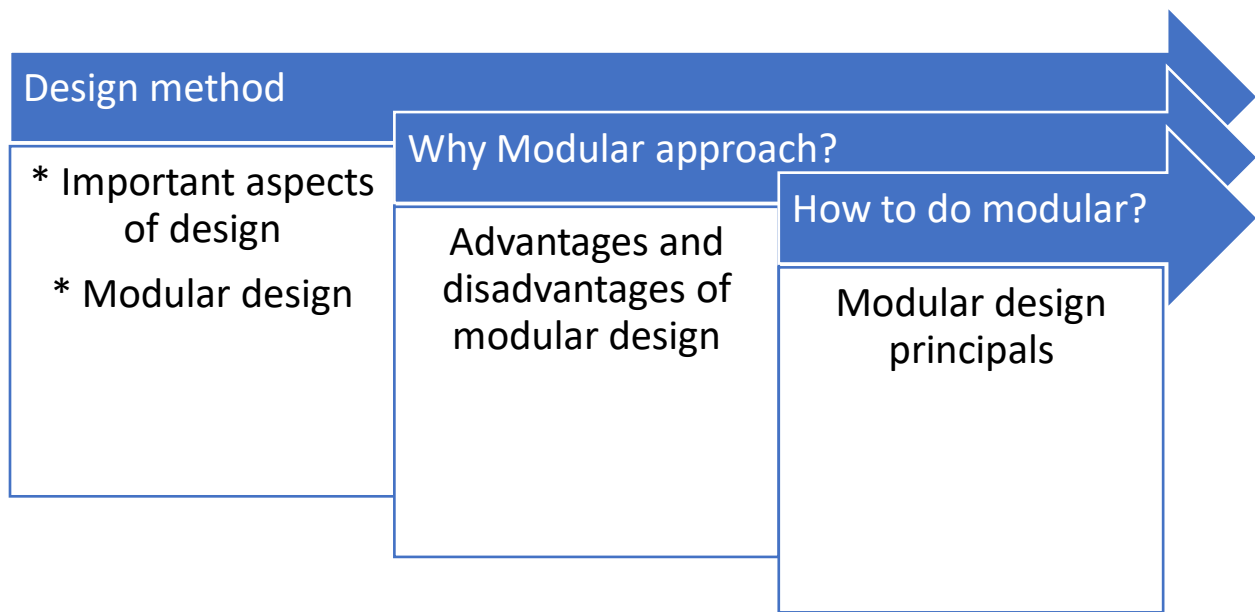 Design method
* Important aspects
of design
* Modular design
Why Modular approach?
Advantages and
disadvantages of
modular design
How to do modular?
Modular design
principals